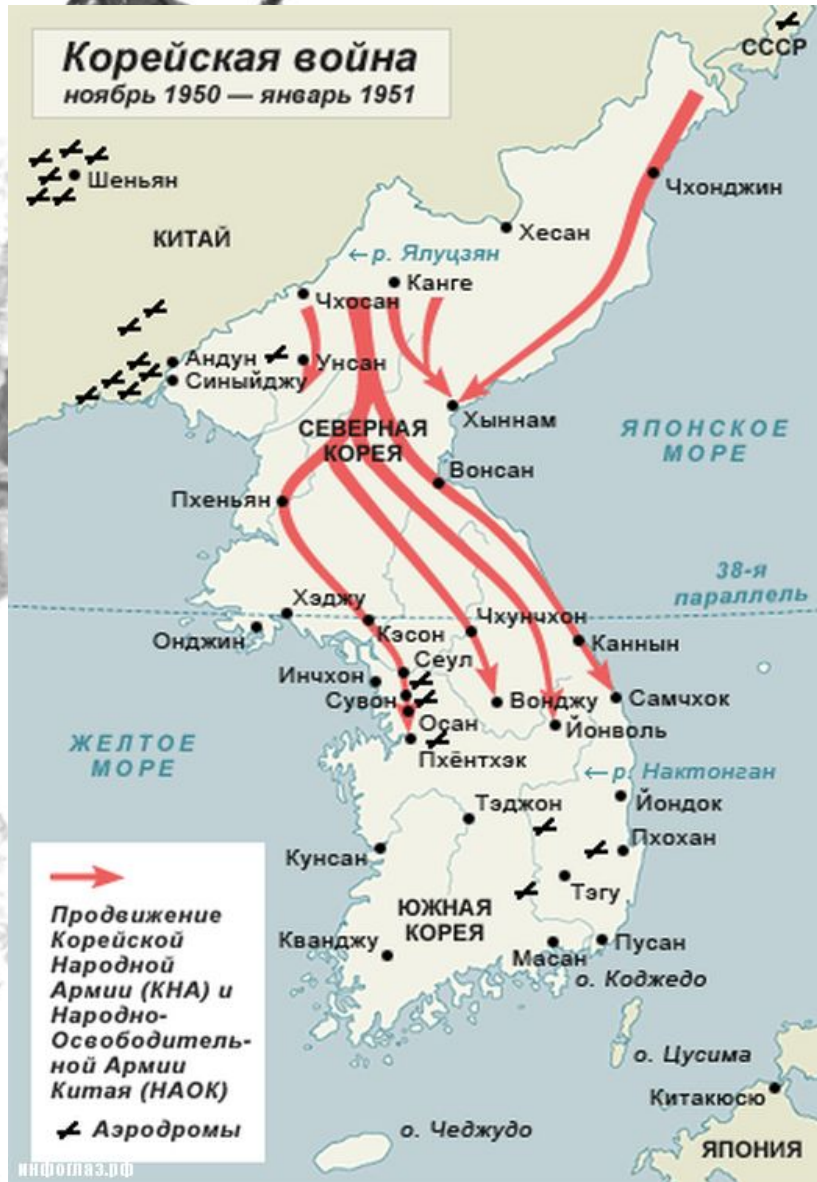 Корейская война
ноябрь 1950 — январь 1951
СССР
Шеньян
Чхонджин
КИТАЙ
Хесан
← р. Ялуцзян
Канге
Чхосан
Андун
Унсан
Синыйджу
Хыннам
СЕВЕРНАЯ
КОРЕЯ
ЯПОНСКОЕ
МОРЕ
Вонсан
Пхеньян
38-я
параллель
Хэджу
Онджин
Кэсон
Чхунчхон
Каннын
Сеул
Инчхон
Сувон
Вонджу
Самчхок
Осан
Йонволь
Пхёнтхэк
ЖЕЛТОЕ
МОРЕ
← р. Нактонган
Тэджон
Йондок
Пхохан
Кунсан
Тэгу
ЮЖНАЯ
КОРЕЯ
Кванджу
Масан
Пусан
о. Коджедо
о. Цусима
Китакюсю
о. Чеджудо
ЯПОНИЯ
Продвижение
Корейской
Народной
Армии (КНА) и
Народно-
Освободитель-
ной Армии
Китая (НАОК)
Аэродромы
инфоглаз.рф